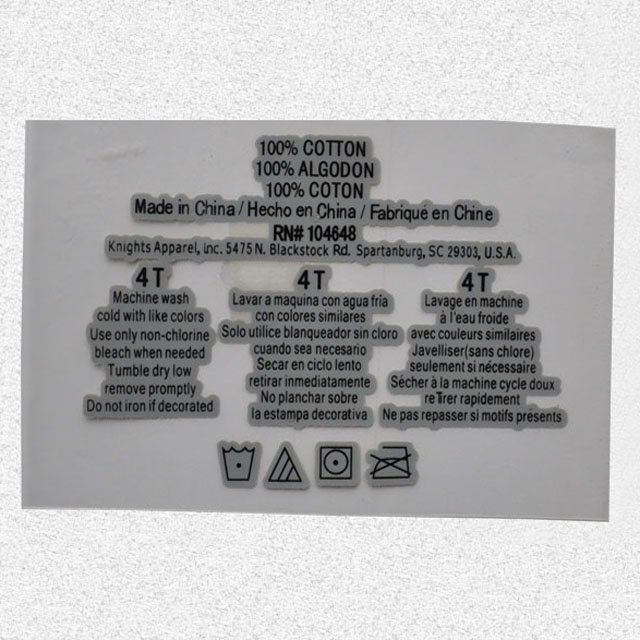 100% COTTON
100% ALGODON
100% COTON
Made in China / Hecho en China / Fabriqué en Chine
RN# 104648
Knights Apparel, Inc. 5475 N. Blackstock Rd. Spartanburg, SC 29303, U.S.A.
4T
Machine wash
cold with like colors
Use only non-chlorine
bleach when needed
Tumble dry low
remove promptly
Do not iron if decorated
4T
Lavar a maquina con agua fría
con colores similares
Solo utilice blanqueador sin cloro
cuando sea necesario
Secar en ciclo lento
retirar inmediatamente
No planchar sobre
la estampa decorativa
4T
Lavage en machine
à l'eau froide
avec couleurs similaires
Javelliser(sans chlore)
seulement si nécessaire
Sécher à la machine cycle doux
retirer rapidement
Ne pas repasser si motifs présents